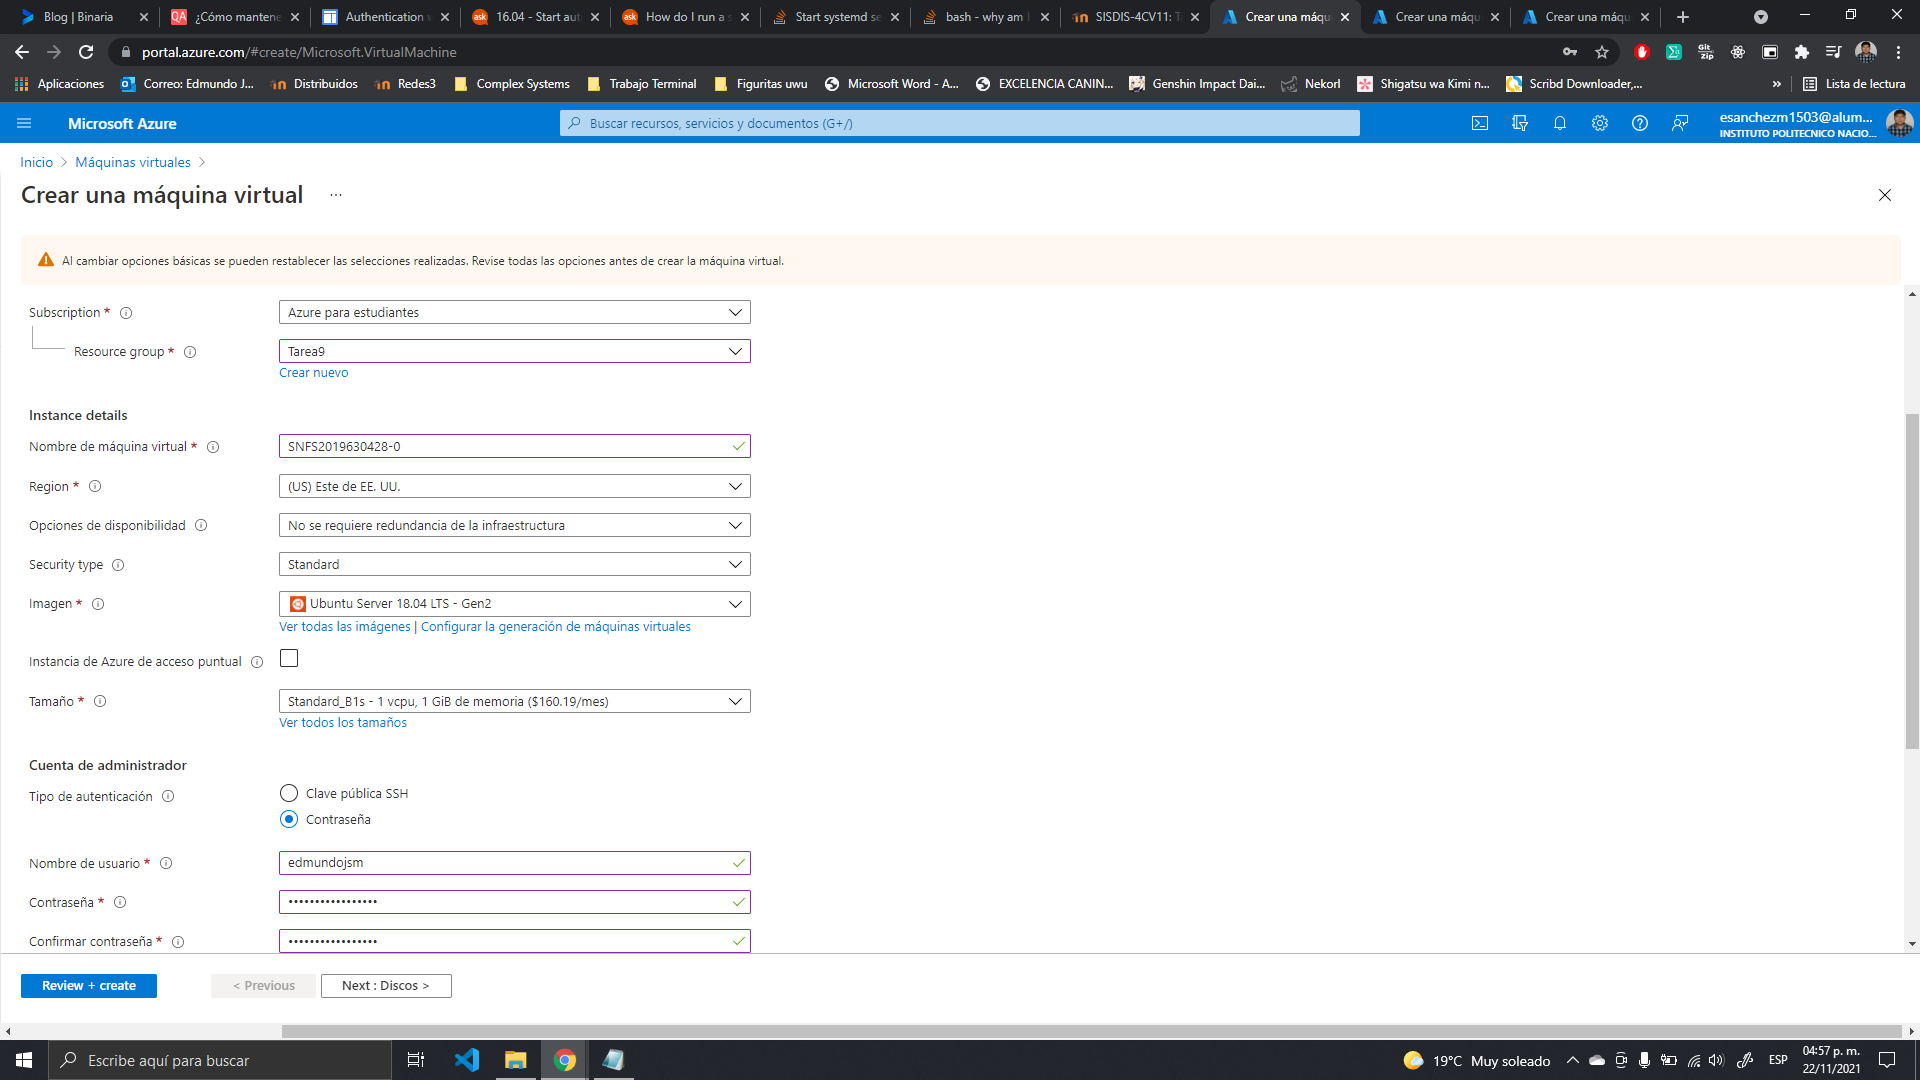 Blog | Binaria
¿Cómo mantene
Authentication v
16.04 - Start aut
How do I run a s
Start systemd se
bash - why am I
SISDIS-4CV11: Ta
Crear una máqu
Crear una máqu
Crear una máqu
portal.azure.com/#create/Microsoft.VirtualMachine
Aplicaciones
Correo: Edmundo J...
Distribuidos
Redes3
Complex Systems
Trabajo Terminal
Figuritas uwu
Microsoft Word - A...
EXCELENCIA CANIN...
Genshin Impact Dai...
Nekorl
Shigatsu wa Kimi n...
Scribd Downloader,...
»
Lista de lectura
Microsoft Azure
Buscar recursos, servicios y documentos (G+/)
esanchezm1503@alum...
INSTITUTO POLITECNICO NACIO...
Inicio > Máquinas virtuales >
Crear una máquina virtual ...
Al cambiar opciones básicas se pueden restablecer las selecciones realizadas. Revise todas las opciones antes de crear la máquina virtual.
Subscription *
Azure para estudiantes
Resource group *
Tarea9
Crear nuevo
Instance details
Nombre de máquina virtual *
SNFS2019630428-0
Region *
(US) Este de EE. UU.
Opciones de disponibilidad
No se requiere redundancia de la infraestructura
Security type
Standard
Imagen *
Ubuntu Server 18.04 LTS - Gen2
Ver todas las imágenes | Configurar la generación de máquinas virtuales
Instancia de Azure de acceso puntual
Tamaño *
Standard_B1s - 1 vcpu, 1 GiB de memoria ($160.19/mes)
Ver todos los tamaños
Cuenta de administrador
Tipo de autenticación
Clave pública SSH
Contraseña
Nombre de usuario *
edmundojsm
Contraseña *
•••••••••••••••••
Confirmar contraseña *
•••••••••••••••••
Review + create
< Previous
Next : Discos >
Escribe aquí para buscar
19°C Muy soleado
ESP
04:57 p. m.
22/11/2021